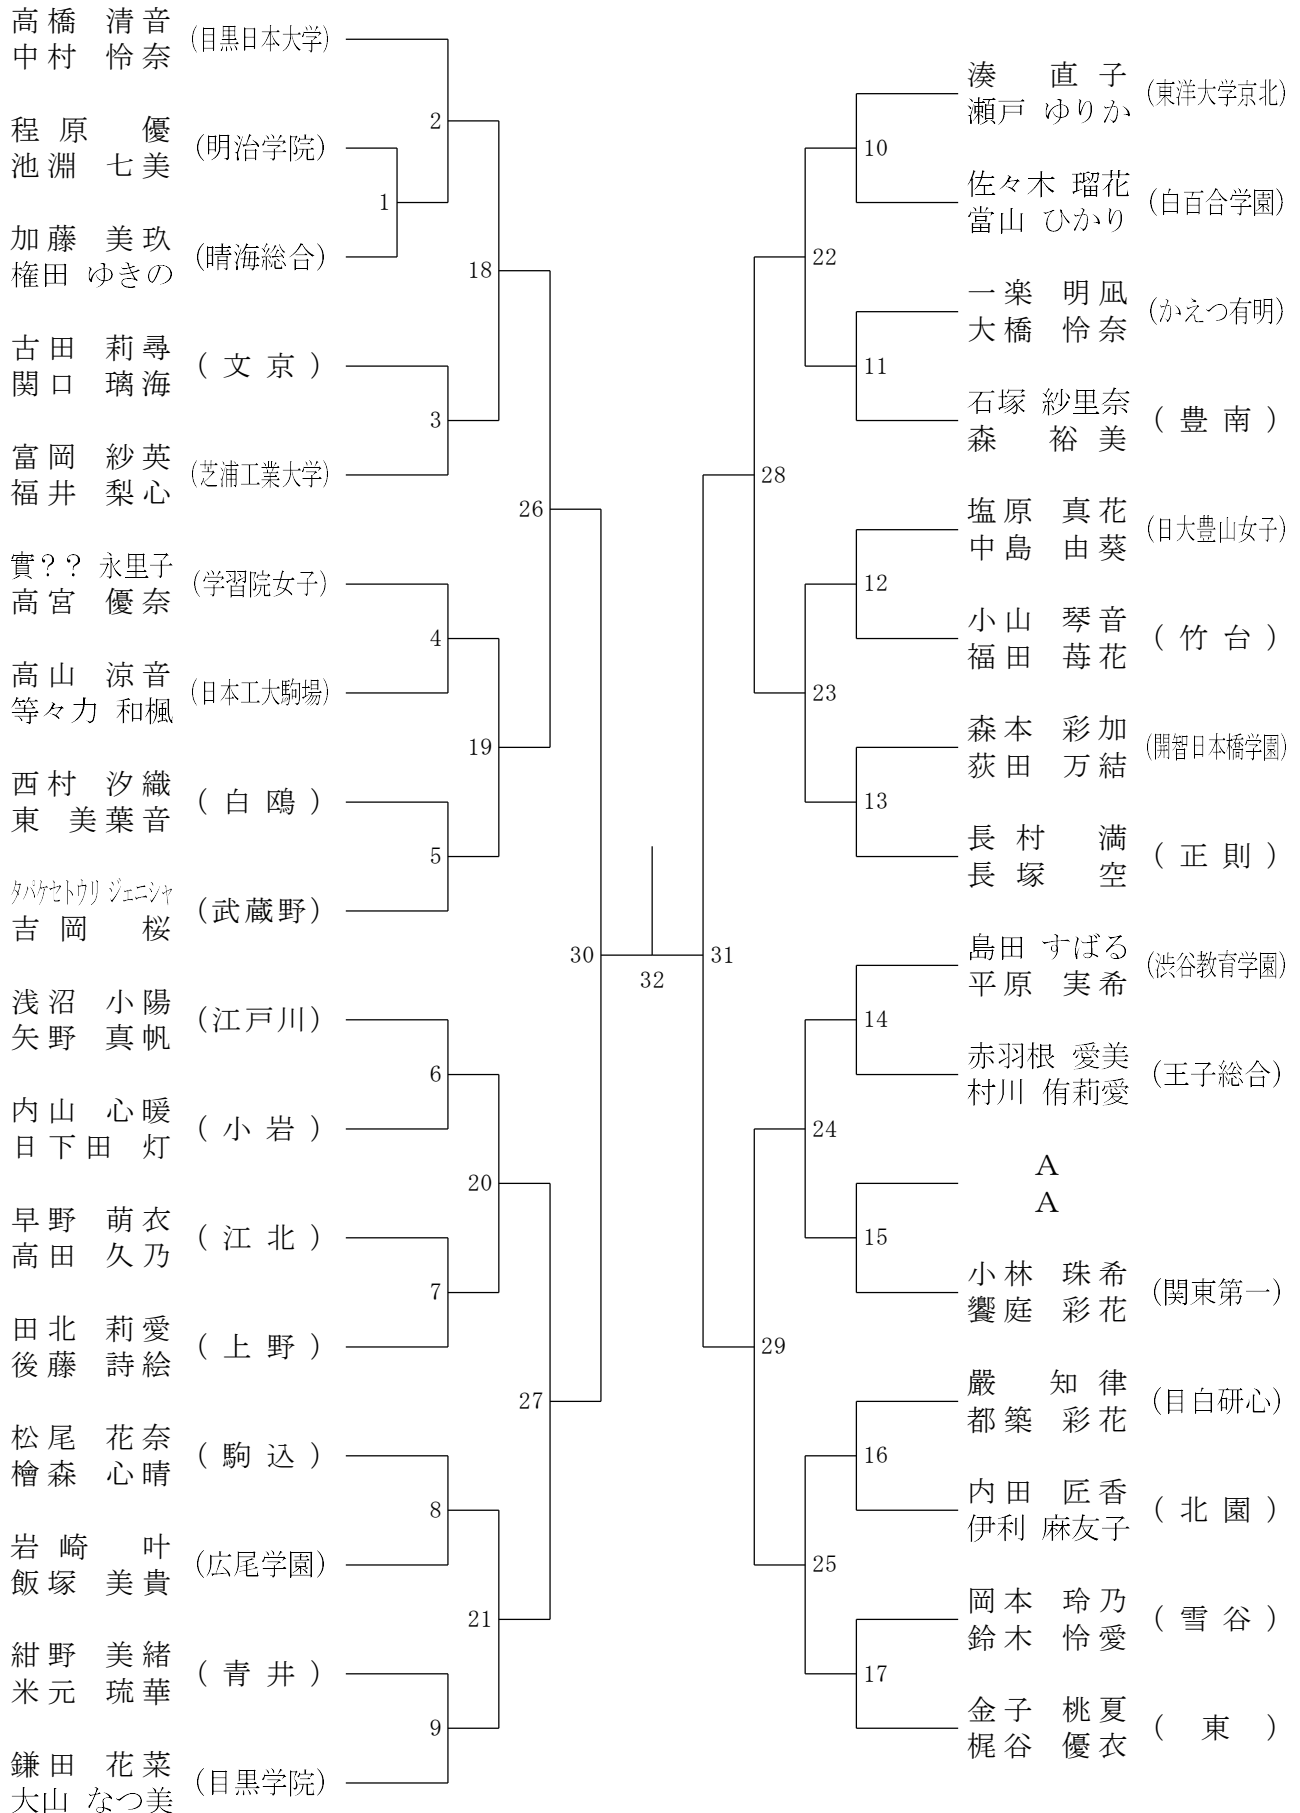 高橋 清音
中村 怜奈
(目黒日本大学)
程原 優
池淵 七美
(明治学院)
加藤 美玖
権田 ゆきの
(晴海総合)
古田 莉尋
関口 璃海
(文京)
富岡 紗英
福井 梨心
(芝浦工業大学)
實?? 永里子
高宮 優奈
(学習院女子)
高山 涼音
等々力 和楓
(日本工大駒場)
西村 汐織
東 美葉音
(白鴎)
タパケセトウリ ジェニシャ
吉岡 桜
(武蔵野)
浅沼 小陽
矢野 真帆
(江戸川)
内山 心暖
日下田 灯
(小岩)
早野 萌衣
高田 久乃
(江北)
田北 莉愛
後藤 詩絵
(上野)
松尾 花奈
檜森 心晴
(駒込)
岩崎 叶
飯塚 美貴
(広尾学園)
紺野 美緒
米元 琉華
(青井)
鎌田 花菜
大山 なつ美
(目黒学院)
1
2
3
4
5
6
7
8
9
18
19
20
21
26
27
30
32
31
28
29
22
23
24
25
10
11
12
13
14
15
16
17
湊 直子
瀬戸 ゆりか
(東洋大学京北)
佐々木 瑠花
當山 ひかり
(白百合学園)
一楽 明凪
大橋 怜奈
(かえつ有明)
石塚 紗里奈
森 裕美
(豊南)
塩原 真花
中島 由葵
(日大豊山女子)
小山 琴音
福田 苺花
(竹台)
森本 彩加
荻田 万結
(開智日本橋学園)
長村 満
長塚 空
(正則)
島田 すばる
平原 実希
(渋谷教育学園)
赤羽根 愛美
村川 侑莉愛
(王子総合)
A
A
小林 珠希
饗庭 彩花
(関東第一)
嚴 知律
都築 彩花
(目白研心)
内田 匠香
伊利 麻友子
(北園)
岡本 玲乃
鈴木 怜愛
(雪谷)
金子 桃夏
梶谷 優衣
(東)